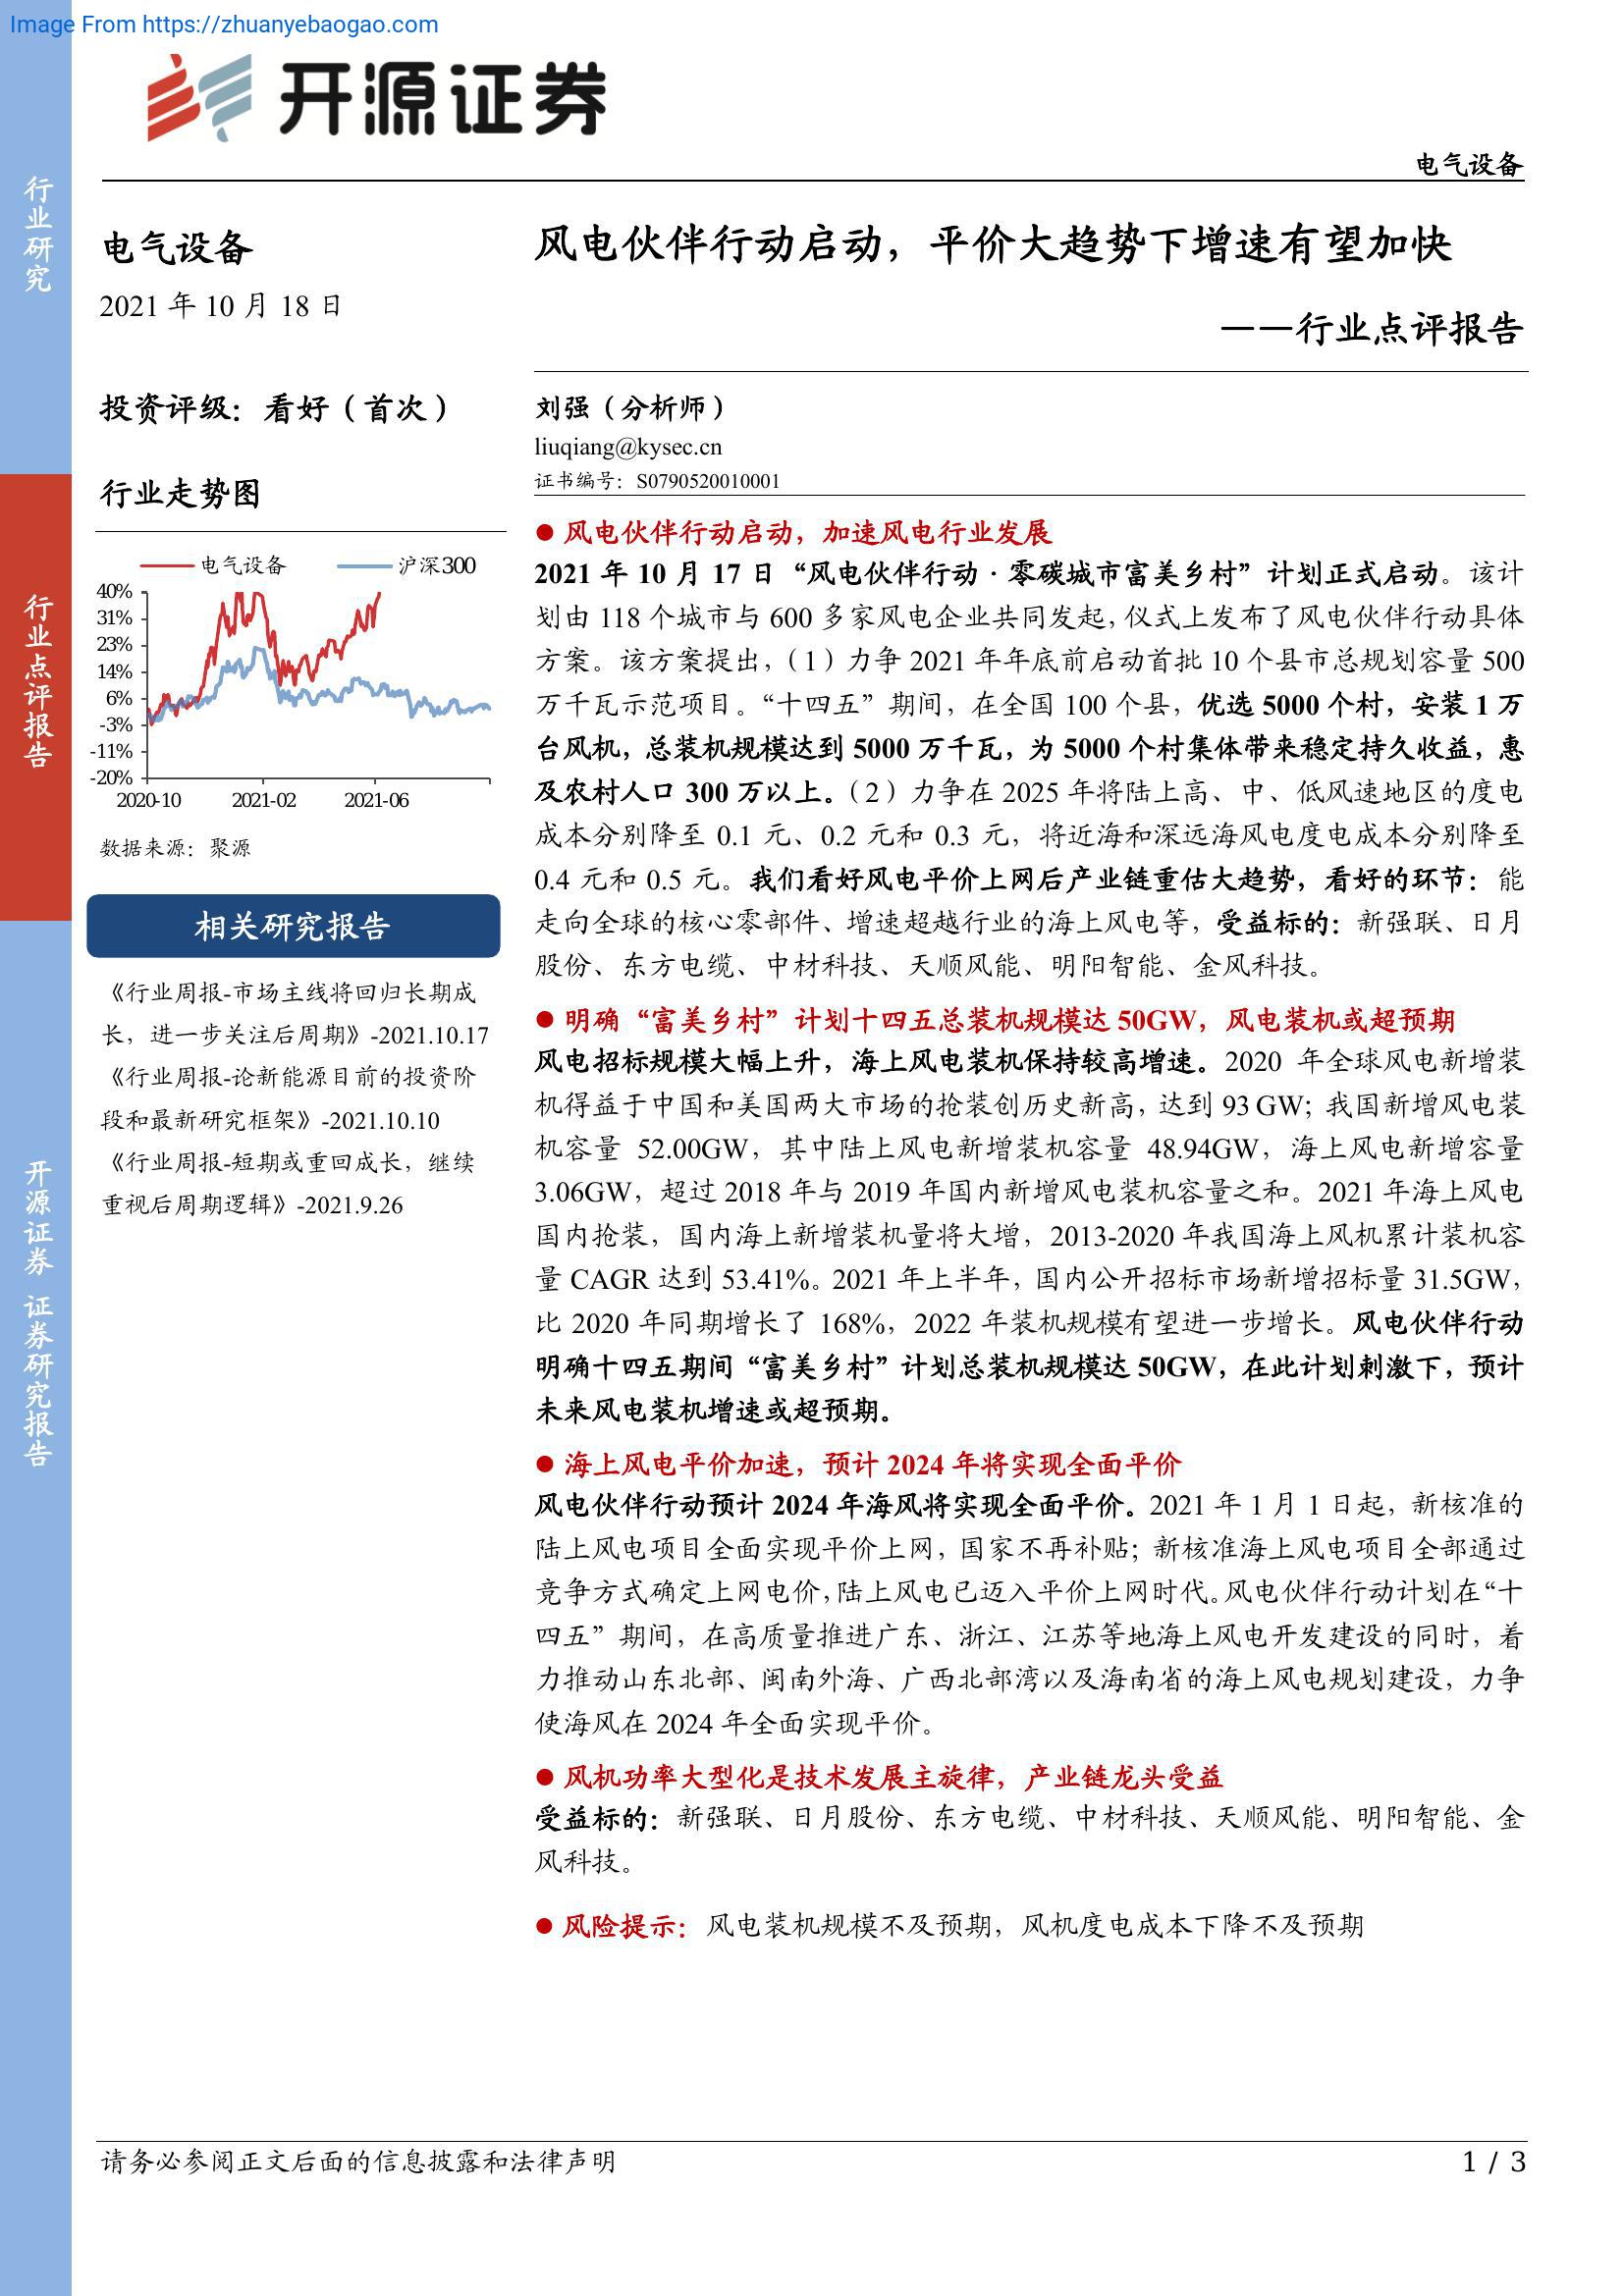 Image From https://zhuanyebaogao.com
开源证券
电气设备
行业研究
行业点评报告
开源证券 证券研究报告
电气设备
2021 年 10 月 18 日
投资评级：看好（首次）
行业走势图
电气设备 沪深300
40%
31%
23%
14%
6%
-3%
-11%
-20%
2020-10 2021-02 2021-06
数据来源：聚源
相关研究报告
《行业周报-市场主线将回归长期成
长，进一步关注后周期》-2021.10.17
《行业周报-论新能源目前的投资阶
段和最新研究框架》-2021.10.10
《行业周报-短期或重回成长，继续
重视后周期逻辑》-2021.9.26
风电伙伴行动启动，平价大趋势下增速有望加快
——行业点评报告
刘强（分析师）
liuqiang@kysec.cn
证书编号：S0790520010001
● 风电伙伴行动启动，加速风电行业发展
2021 年 10 月 17 日“风电伙伴行动·零碳城市富美乡村”计划正式启动。该计
划由 118 个城市与 600 多家风电企业共同发起，仪式上发布了风电伙伴行动具体
方案。该方案提出，（1）力争 2021 年年底前启动首批 10 个县市总规划容量 500
万千瓦示范项目。“十四五”期间，在全国 100 个县，优选 5000 个村，安装 1 万
台风机，总装机规模达到 5000 万千瓦，为 5000 个村集体带来稳定持久收益，惠
及农村人口 300 万以上。（2）力争在 2025 年将陆上高、中、低风速地区的度电
成本分别降至 0.1 元、0.2 元和 0.3 元，将近海和深远海风电度电成本分别降至
0.4 元和 0.5 元。我们看好风电平价上网后产业链重估大趋势，看好的环节：能
走向全球的核心零部件、增速超越行业的海上风电等，受益标的：新强联、日月
股份、东方电缆、中材科技、天顺风能、明阳智能、金风科技。
● 明确“富美乡村”计划十四五总装机规模达 50GW，风电装机或超预期
风电招标规模大幅上升，海上风电装机保持较高增速。2020 年全球风电新增装
机得益于中国和美国两大市场的抢装创历史新高，达到 93 GW；我国新增风电装
机容量 52.00GW，其中陆上风电新增装机容量 48.94GW，海上风电新增容量
3.06GW，超过 2018 年与 2019 年国内新增风电装机容量之和。2021 年海上风电
国内抢装，国内海上新增装机量将大增，2013-2020 年我国海上风机累计装机容
量 CAGR 达到 53.41%。2021 年上半年，国内公开招标市场新增招标量 31.5GW，
比 2020 年同期增长了 168%，2022 年装机规模有望进一步增长。风电伙伴行动
明确十四五期间“富美乡村”计划总装机规模达 50GW，在此计划刺激下，预计
未来风电装机增速或超预期。
● 海上风电平价加速，预计 2024 年将实现全面平价
风电伙伴行动预计 2024 年海风将实现全面平价。2021 年 1 月 1 日起，新核准的
陆上风电项目全面实现平价上网，国家不再补贴；新核准海上风电项目全部通过
竞争方式确定上网电价，陆上风电已迈入平价上网时代。风电伙伴行动计划在“十
四五”期间，在高质量推进广东、浙江、江苏等地海上风电开发建设的同时，着
力推动山东北部、闽南外海、广西北部湾以及海南省的海上风电规划建设，力争
使海风在 2024 年全面实现平价。
● 风机功率大型化是技术发展主旋律，产业链龙头受益
受益标的：新强联、日月股份、东方电缆、中材科技、天顺风能、明阳智能、金
风科技。
● 风险提示：风电装机规模不及预期，风机度电成本下降不及预期
请务必参阅正文后面的信息披露和法律声明
1 / 3